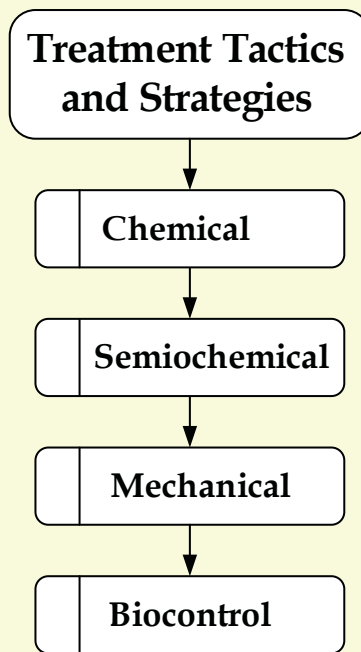 Treatment Tactics
and Strategies
Chemical
Semiochemical
Mechanical
Biocontrol